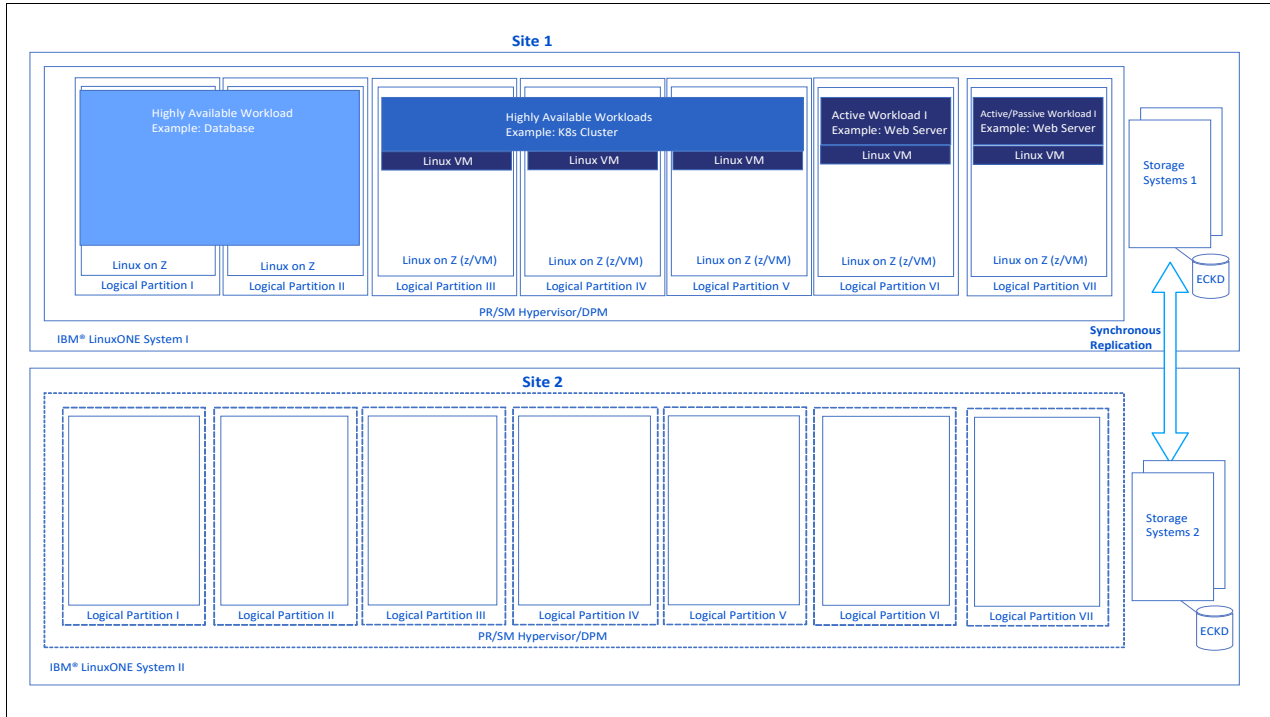 Site 1
Highly Available Workload
Example: Database
Highly Available Workloads
Example: K8s Cluster
Active Workload I
Example: Web Server
Active/Passive Workload I
Example: Web Server
Linux VM
Linux VM
Linux VM
Linux VM
Linux VM
Storage
Systems 1
Linux on Z
Linux on Z
Linux on Z (z/VM)
Linux on Z (z/VM)
Linux on Z (z/VM)
Linux on Z (z/VM)
Linux on Z (z/VM)
ECKD
Logical Partition I
Logical Partition II
Logical Partition III
Logical Partition IV
Logical Partition V
Logical Partition VI
Logical Partition VII
PR/SM Hypervisor/DPM
IBM® LinuxONE System I
Synchronous
Replication
Site 2
Storage
Systems 2
Logical Partition I
Logical Partition II
Logical Partition III
Logical Partition IV
Logical Partition V
Logical Partition VI
Logical Partition VII
ECKD
PR/SM Hypervisor/DPM
IBM® LinuxONE System II